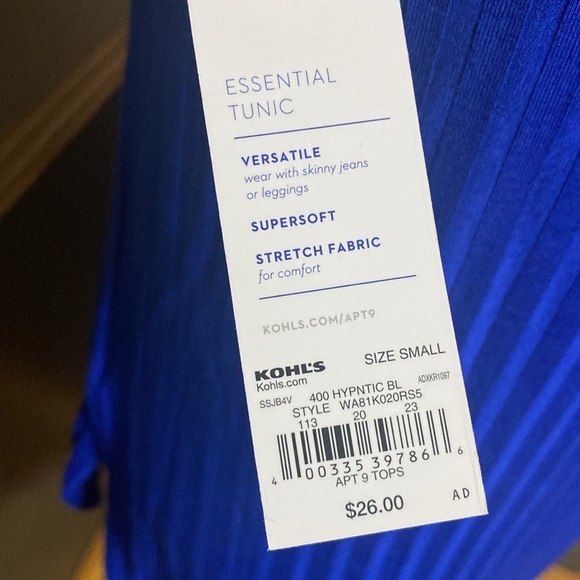 ESSENTIAL
TUNIC
VERSATILE
wear with skinny jeans
or leggings
SUPERSOFT
STRETCH FABRIC
for comfort
KOHLS.COM/APT9
KOHL'S SIZE SMALL
Kohls.com
SSJB4V 400 HYPNTIC BL ADXKR1097
STYLE WA81K020RS5
113 20 23
4 00335 39786 6
APT 9 TOPS
$26.00 AD